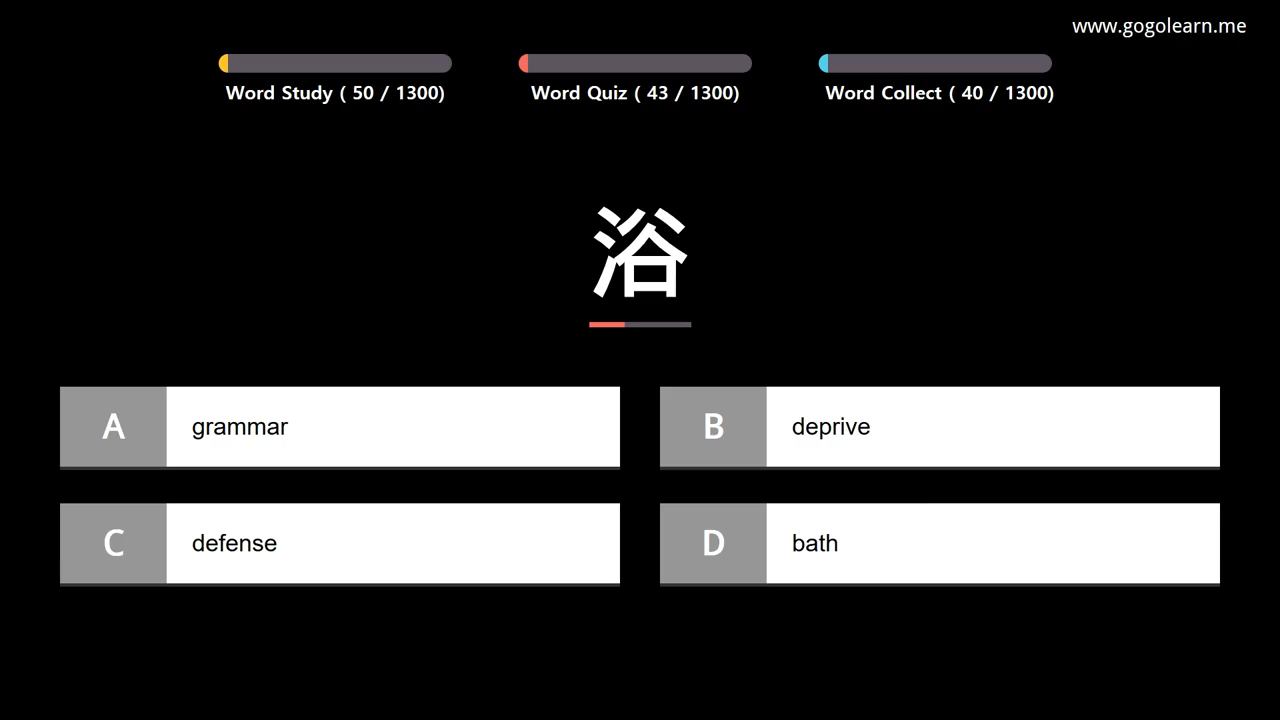 www.gogolearn.me
Word Study ( 50 / 1300)
Word Quiz ( 43 / 1300)
Word Collect ( 40 / 1300)
浴
A grammar
B deprive
C defense
D bath